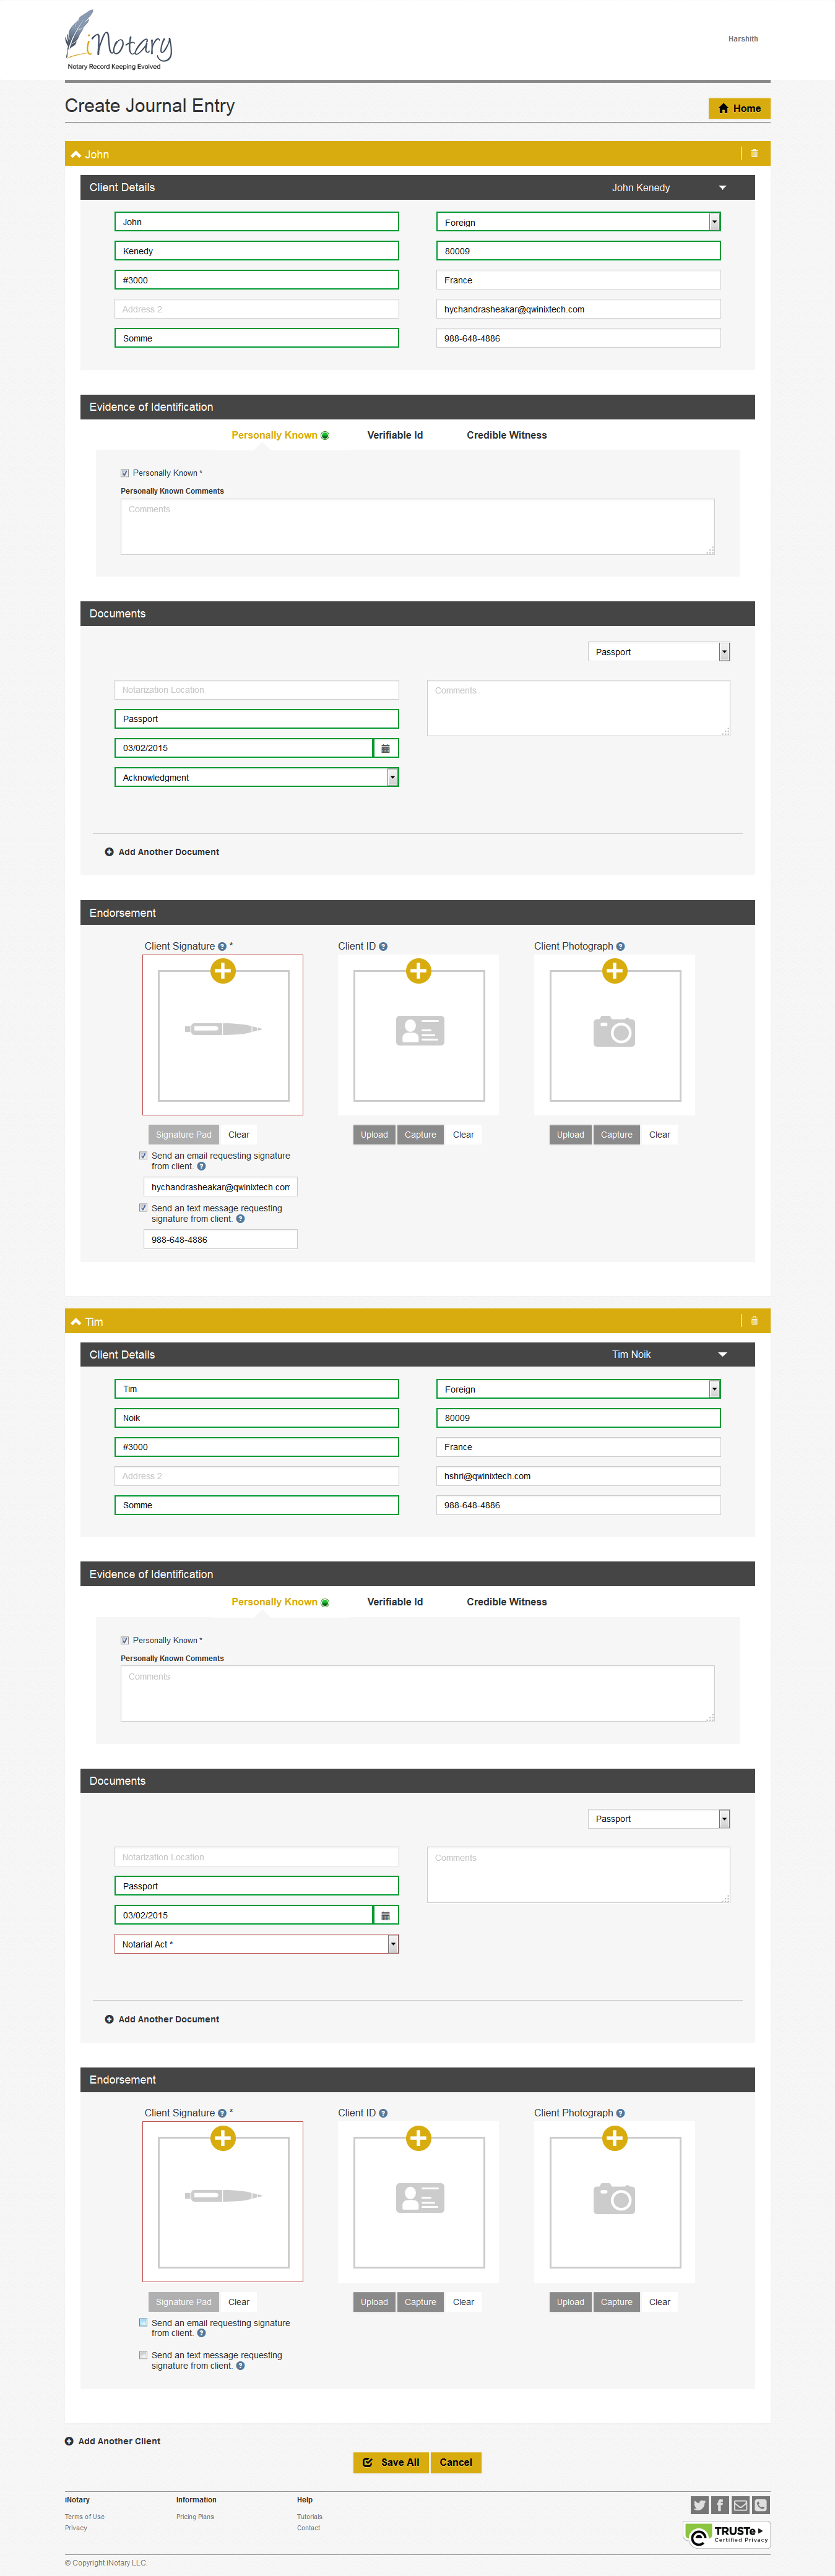 iNotary
Notary Record Keeping Evolved
Harshith
Create Journal Entry
Home
John
Client Details
John Kenedy
John
Foreign
Kenedy
80009
#3000
France
Address 2
hychandrasheakar@qwinixtech.com
Somme
988-648-4886
Evidence of Identification
Personally Known
Verifiable Id
Credible Witness
Personally Known *
Personally Known Comments
Comments
Documents
Passport
Notarization Location
Comments
Passport
03/02/2015
Acknowledgment
Add Another Document
Endorsement
Client Signature ? *
Client ID ?
Client Photograph ?
Signature Pad
Clear
Upload
Capture
Clear
Upload
Capture
Clear
Send an email requesting signature
from client. ?
hychandrasheakar@qwinixtech.con
Send an text message requesting
signature from client. ?
988-648-4886
Tim
Client Details
Tim Noik
Tim
Foreign
Noik
80009
#3000
France
Address 2
hshri@qwinixtech.com
Somme
988-648-4886
Evidence of Identification
Personally Known
Verifiable Id
Credible Witness
Personally Known *
Personally Known Comments
Comments
Documents
Passport
Notarization Location
Comments
Passport
03/02/2015
Notarial Act *
Add Another Document
Endorsement
Client Signature ? *
Client ID ?
Client Photograph ?
Signature Pad
Clear
Upload
Capture
Clear
Upload
Capture
Clear
Send an email requesting signature
from client. ?
Send an text message requesting
signature from client. ?
Add Another Client
Save All
Cancel
iNotary
Information
Help
Terms of Use
Pricing Plans
Tutorials
Privacy
Contact
TRUSTe
Certified Privacy
© Copyright iNotary LLC.